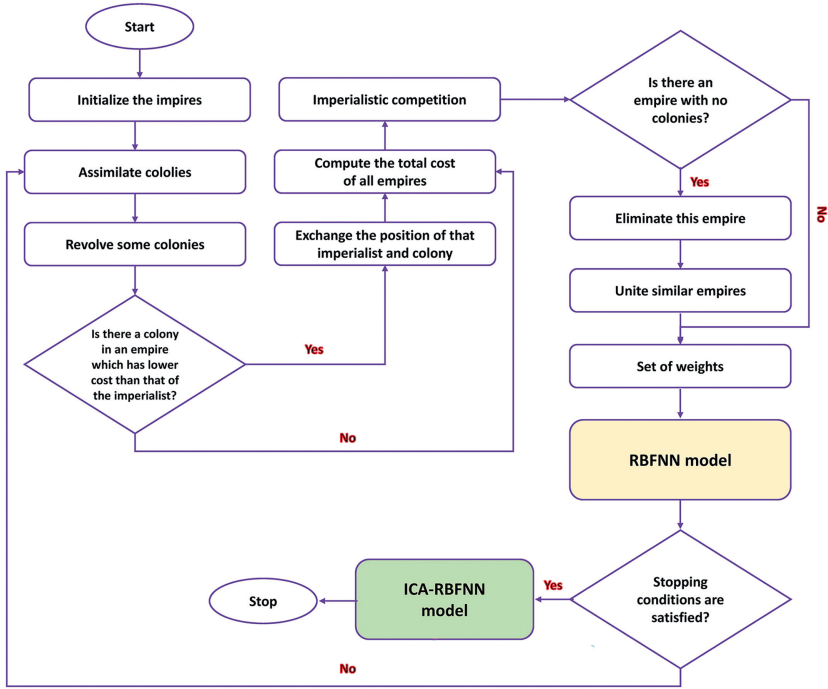 Start
Initialize the impires
Assimilate cololies
Revolve some colonies
Is there a colony
in an empire
which has lower
cost than that of
the imperialist?
Yes
No
Exchange the position of that
imperialist and colony
Compute the total cost
of all empires
Imperialistic competition
Is there an
empire with no
colonies?
Yes
No
Eliminate this empire
Unite similar empires
Set of weights
RBFNN model
Stopping
conditions are
satisfied?
Yes
No
ICA-RBFNN
model
Stop